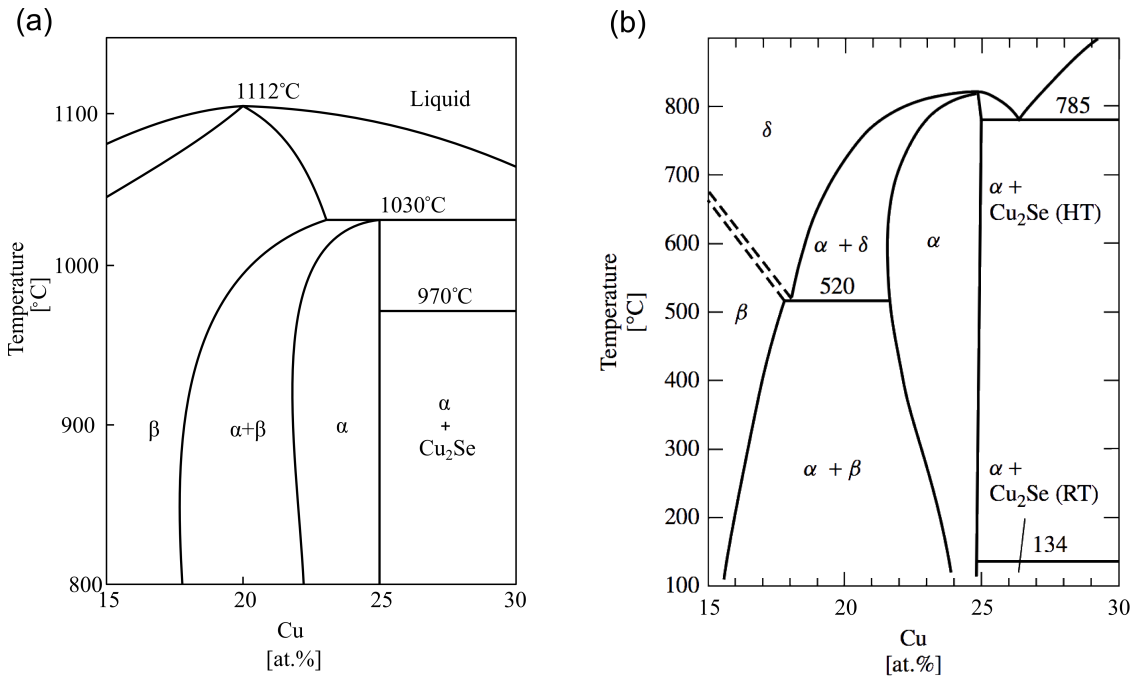 (a)
1112°C
Liquid
1100
1030°C
1000
970°C
900
β
α+β
α
α
+
Cu₂Se
800
15
20
25
30
Temperature
[°C]
Cu
[at.%]
(b)
800
785
δ
700
α +
Cu₂Se (HT)
600
α + δ
α
520
500
β
400
300
α + β
α +
Cu₂Se (RT)
200
134
100
15
20
25
30
Temperature
[°C]
Cu
[at.%]